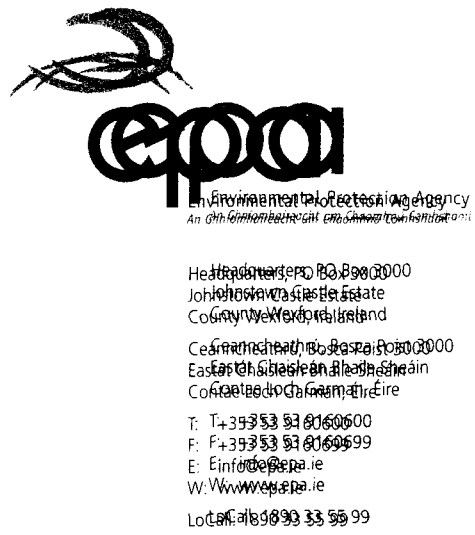 epa
Environmental Protection Agency
An Ghníomhaireacht um Chaomhnú Comhshaoil
Headquarters, PO Box 3000
Johnstown Castle Estate
County Wexford, Ireland
Ceanncheathrú, Bosca Poist 3000
Eastát Chaisleán Bhaile Sheáin
Contae Loch Garman, Éire
T: +353 53 9160600
F: +353 53 9160699
E: info@epa.ie
W: www.epa.ie
LoCall: 1890 33 55 99